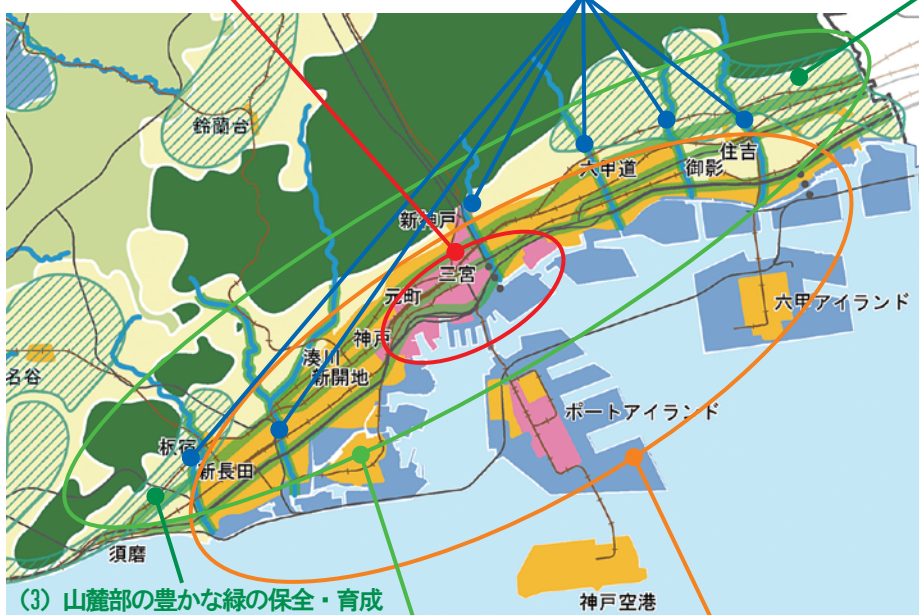 鈴蘭台
住吉
六甲道
御影
新神戸
三宮
元町
六甲アイランド
神戸
湊川
新開地
名谷
ポートアイランド
板宿
新長田
須磨
(3) 山麓部の豊かな緑の保全・育成
神戸空港